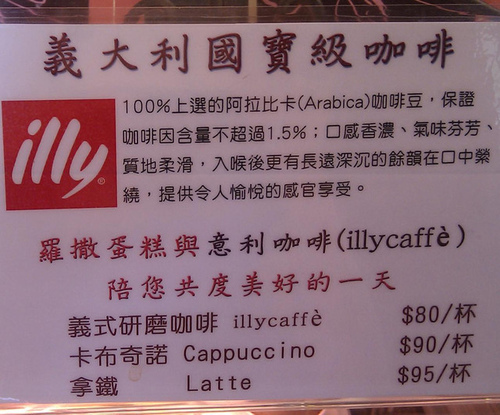 義大利國寶級咖啡
illy®
100%上選的阿拉比卡(Arabica)咖啡豆，保證
咖啡因含量不超過1.5%；口感香濃、氣味芬芳、
質地柔滑，入喉後更有長遠深沉的餘韻在口中縈
繞，提供令人愉悅的感官享受。
羅撒蛋糕與意利咖啡(illycaffè)
陪您共度美好的一天
義式研磨咖啡 illycaffè $80/杯
卡布奇諾 Cappuccino $90/杯
拿鐵 Latte $95/杯